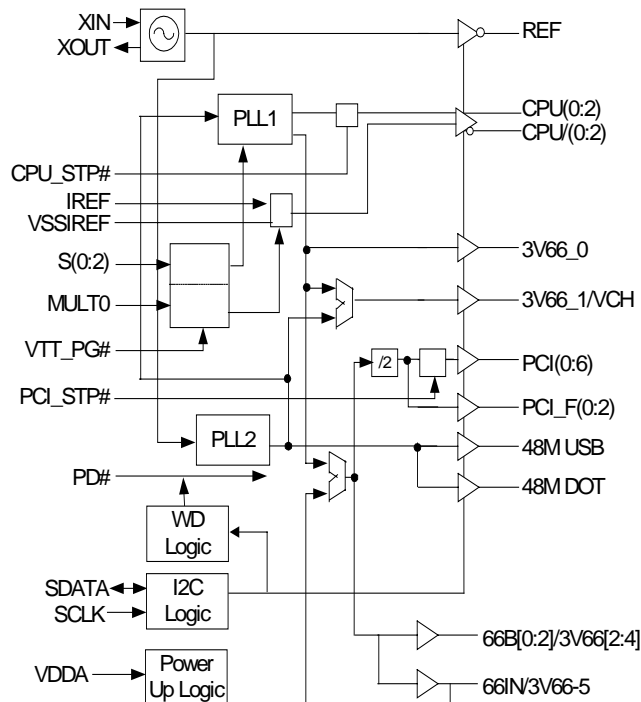 XIN
XOUT
REF
PLL1
CPU(0:2)
CPU/(0:2)
CPU_STP#
IREF
VSSIREF
3V66_0
S(0:2)
MULT0
3V66_1/VCH
VTT_PG#
/2
PCI(0:6)
PCI_STP#
PCI_F(0:2)
PLL2
48M USB
PD#
48M DOT
WD
Logic
SDATA
I2C
Logic
SCLK
66B[0:2]/3V66[2:4]
VDDA
Power
Up Logic
66IN/3V66-5